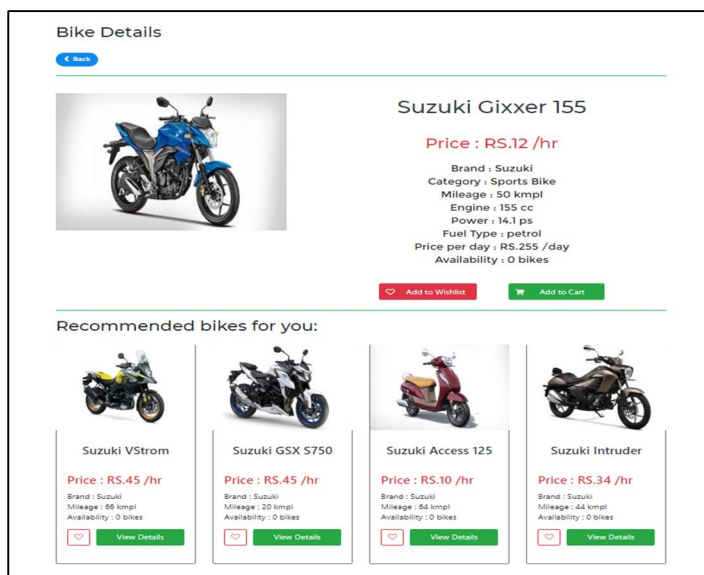 Bike Details
Back
Suzuki Gixxer 155
Price : RS.12 /hr
Brand : Suzuki
Category : Sports Bike
Mileage : 50 kmpl
Engine : 155 cc
Power : 14.1 ps
Fuel Type : petrol
Price per day : RS.255 /day
Availability : 0 bikes
Add to Wishlist
Add to Cart
Recommended bikes for you:
Suzuki VStrom
Price : RS.45 /hr
Brand : Suzuki
Mileage : 66 kmpl
Availability : 0 bikes
View Details
Suzuki GSX S750
Price : RS.45 /hr
Brand : Suzuki
Mileage : 20 kmpl
Availability : 0 bikes
View Details
Suzuki Access 125
Price : RS.10 /hr
Brand : Suzuki
Mileage : 64 kmpl
Availability : 0 bikes
View Details
Suzuki Intruder
Price : RS.34 /hr
Brand : Suzuki
Mileage : 44 kmpl
Availability : 0 bikes
View Details